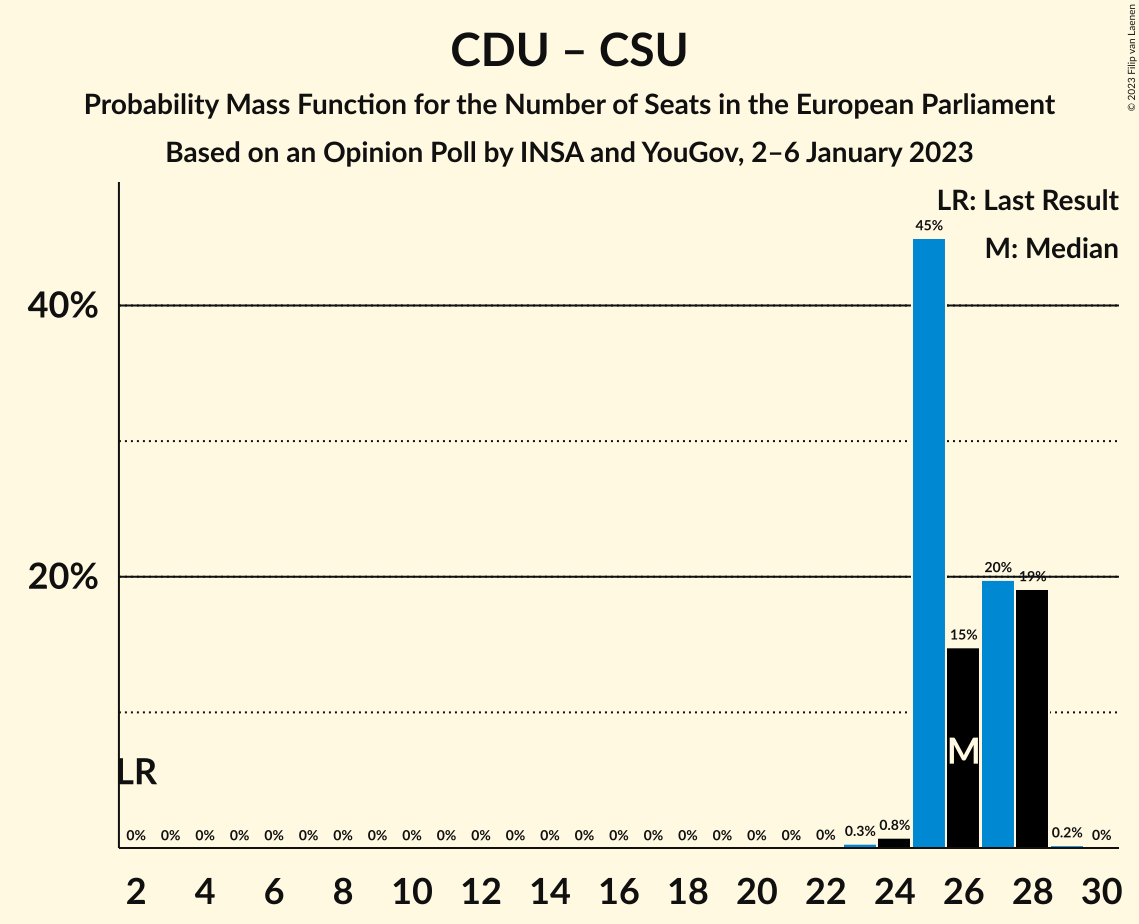 CDU – CSU
Probability Mass Function for the Number of Seats in the European Parliament
Based on an Opinion Poll by INSA and YouGov, 2–6 January 2023
© 2023 Filip van Laenen
LR: Last Result
M: Median
45%
40%
20%
20%
19%
15%
M
LR
0% 0% 0% 0% 0% 0% 0% 0% 0% 0% 0% 0% 0% 0% 0% 0% 0% 0% 0% 0% 0% 0.3% 0.8% 0.2% 0%
2 4 6 8 10 12 14 16 18 20 22 24 26 28 30